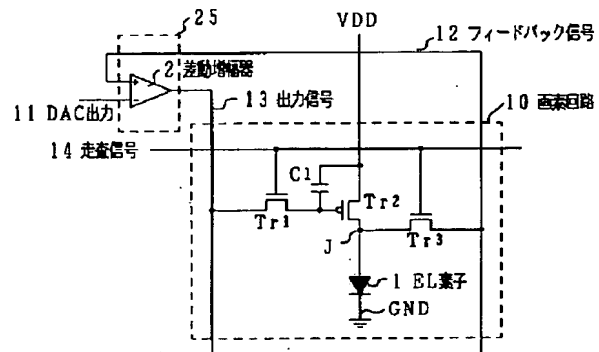 25
VDD
12 フィードバック信号
2 差動増幅器
+
-
11 DAC出力
13 出力信号
10 画素回路
14 走査信号
C1
Tr1
Tr2
Tr3
J
1 EL素子
GND